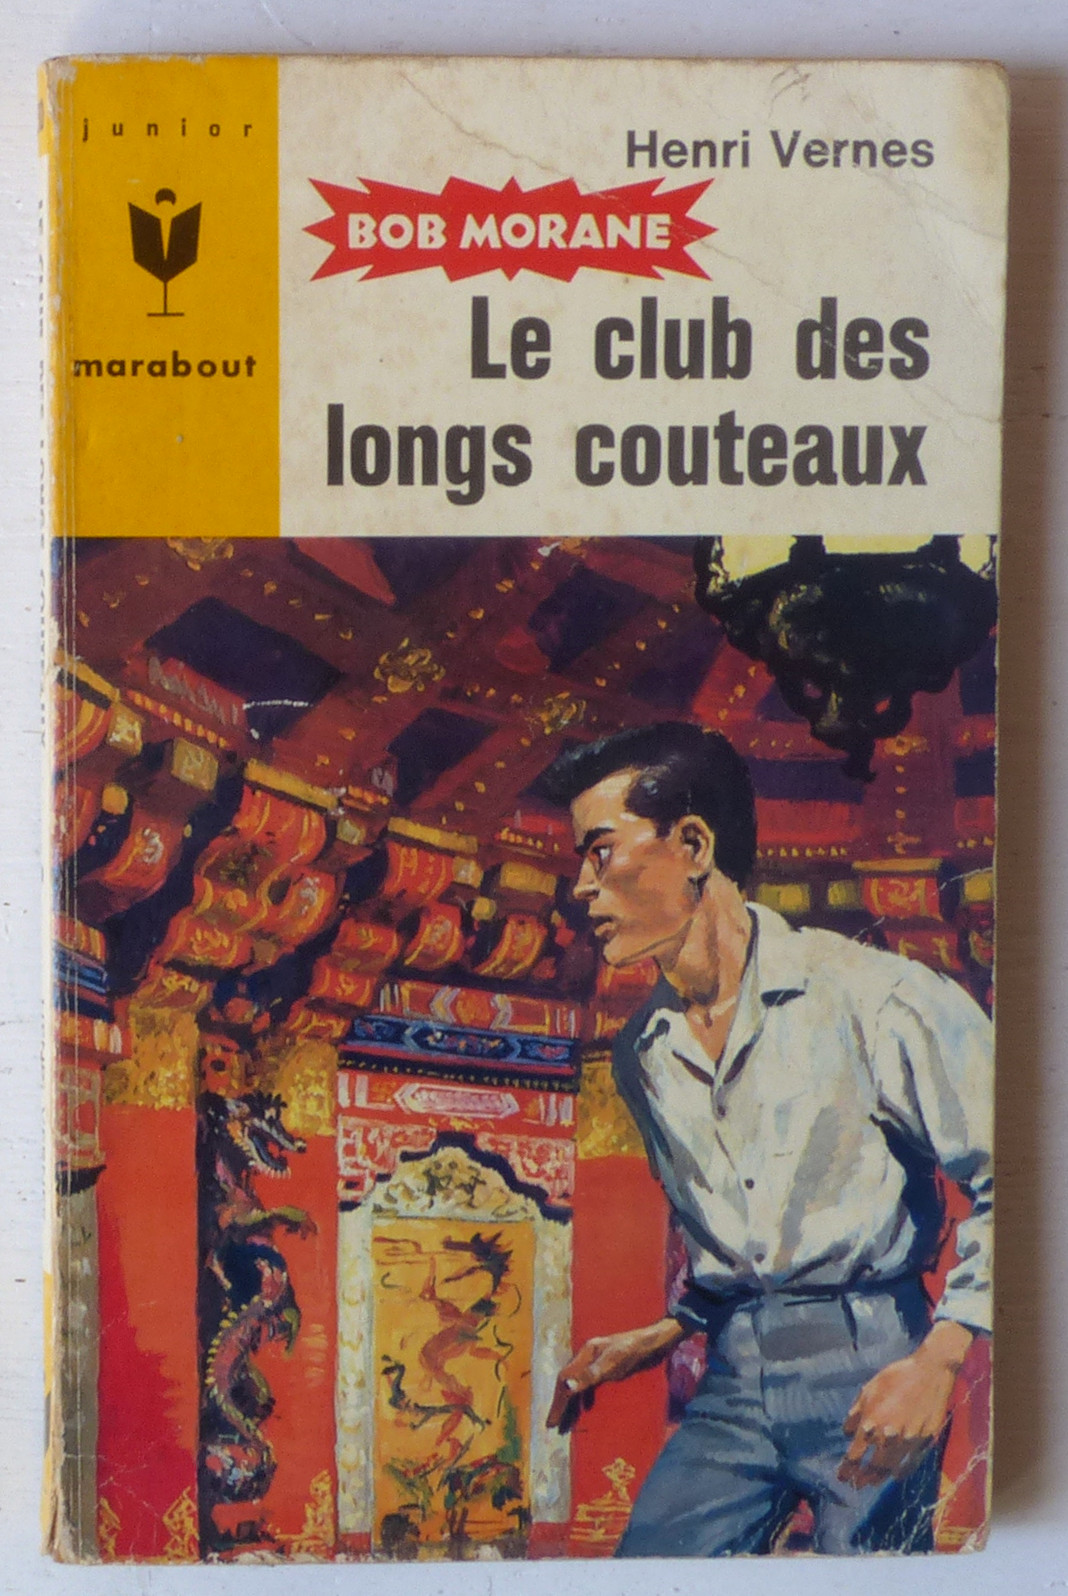 junior
marabout
Henri Vernes
BOB MORANE
Le club des
longs couteaux